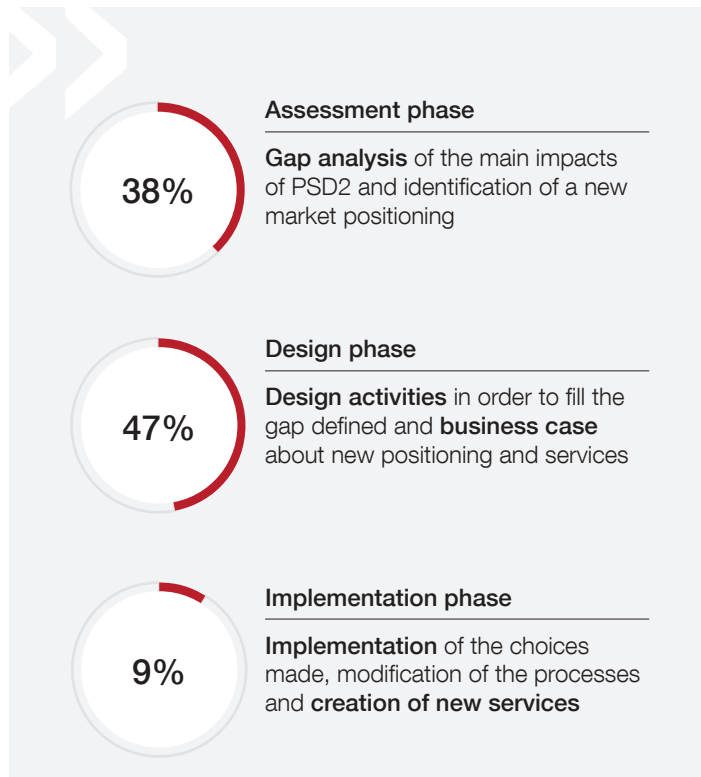 38%
Assessment phase
Gap analysis of the main impacts
of PSD2 and identification of a new
market positioning
47%
Design phase
Design activities in order to fill the
gap defined and business case
about new positioning and services
9%
Implementation phase
Implementation of the choices
made, modification of the processes
and creation of new services